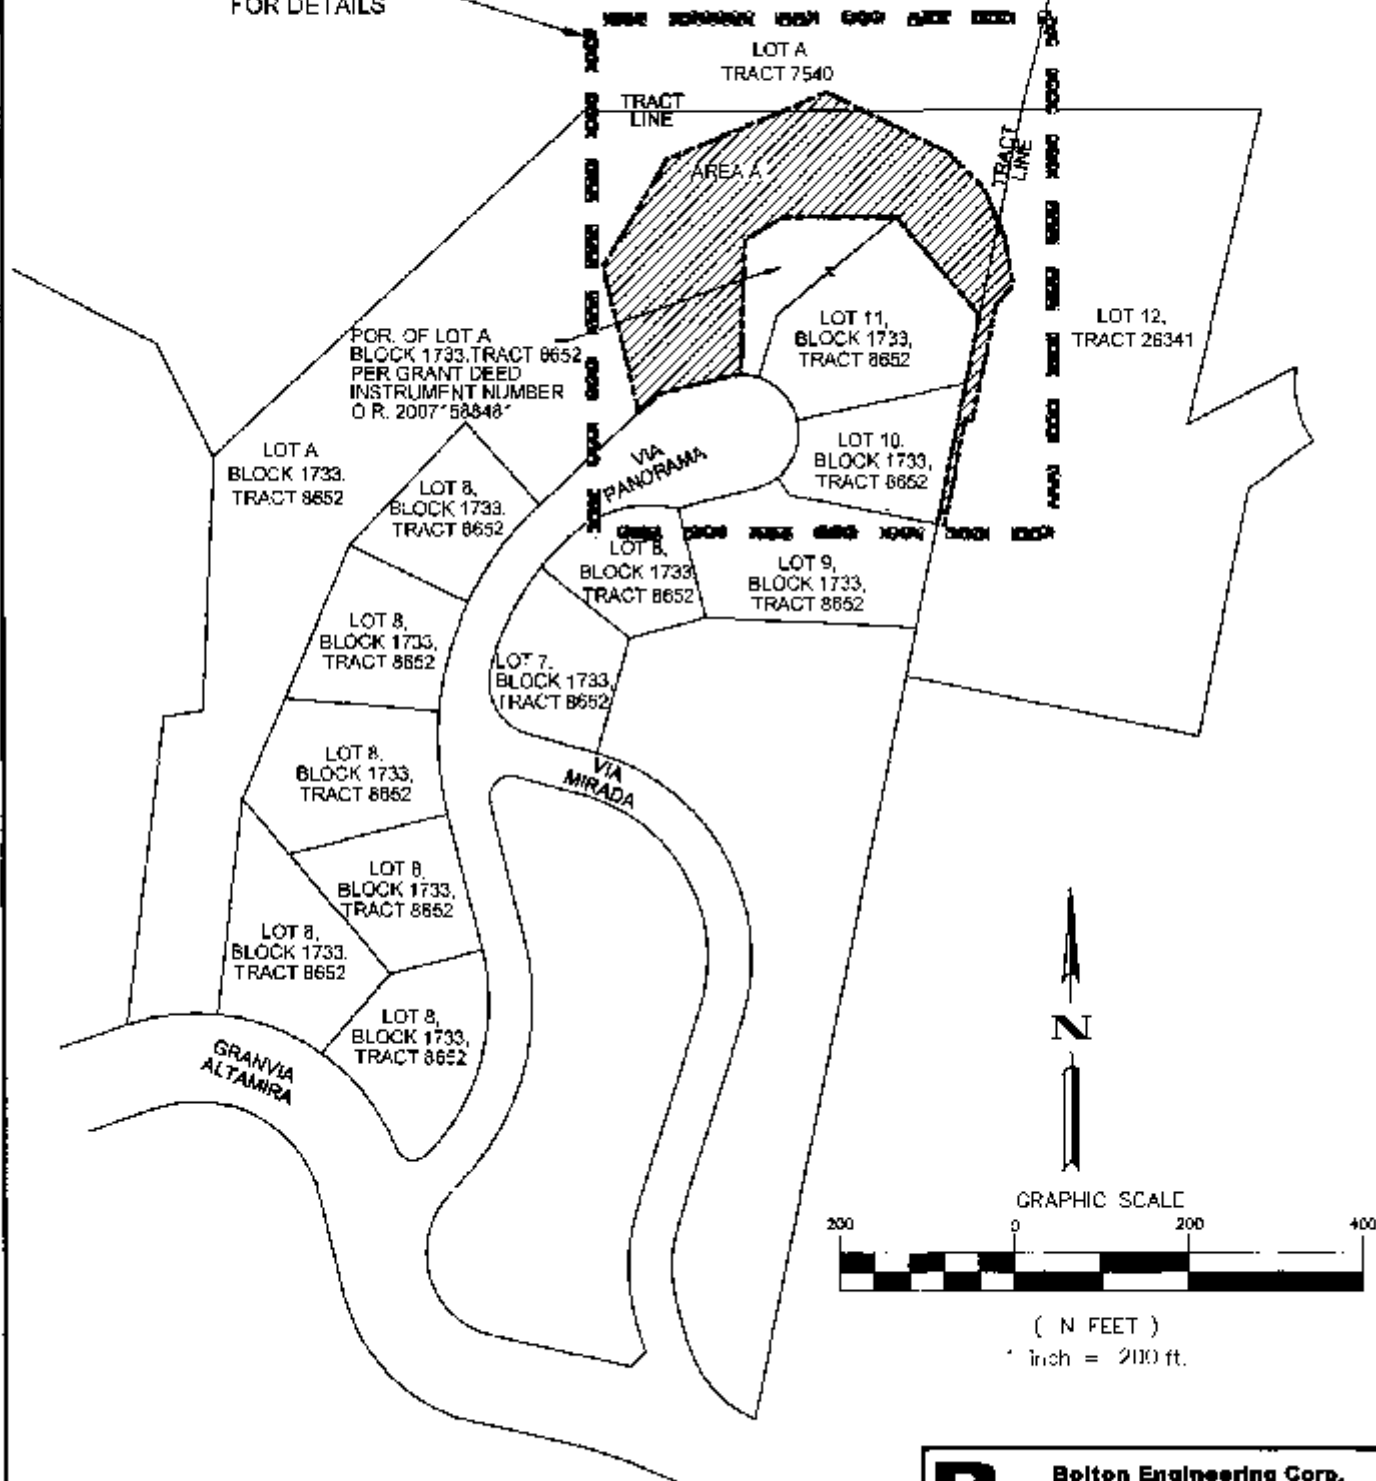 FOR DETAILS
LOT A
TRACT 7540
TRACT
LINE
TRACT
LINE
AREA A
POR. OF LOT A
BLOCK 1733, TRACT 8652
PER GRANT DEED
INSTRUMENT NUMBER
LOT 11,
BLOCK 1733,
TRACT 8652
LOT 12,
TRACT 26341
LOT A
BLOCK 1733.
TRACT 8652
LOT 8,
BLOCK 1733.
TRACT 8652
VIA
PANORAMA
LOT 10.
BLOCK 1733,
TRACT 8652
LOT 8,
BLOCK 1733
TRACT 8652
LOT 9,
BLOCK 1733,
TRACT 8652
LOT 8,
BLOCK 1733,
TRACT 8652
LOT 7.
BLOCK 1733,
TRACT 8652
LOT 8.
BLOCK 1733,
TRACT 8652
VIA
MIRADA
LOT 8,
BLOCK 1733,
TRACT 8652
LOT 8,
BLOCK 1733.
TRACT 8652
LOT 8,
BLOCK 1733,
TRACT 8652
GRANVIA
ALTAMIRA
N
GRAPHIC SCALE
200 0 200 400
( N FEET )
inch = 200 ft.
Bolton Engineering Corp.